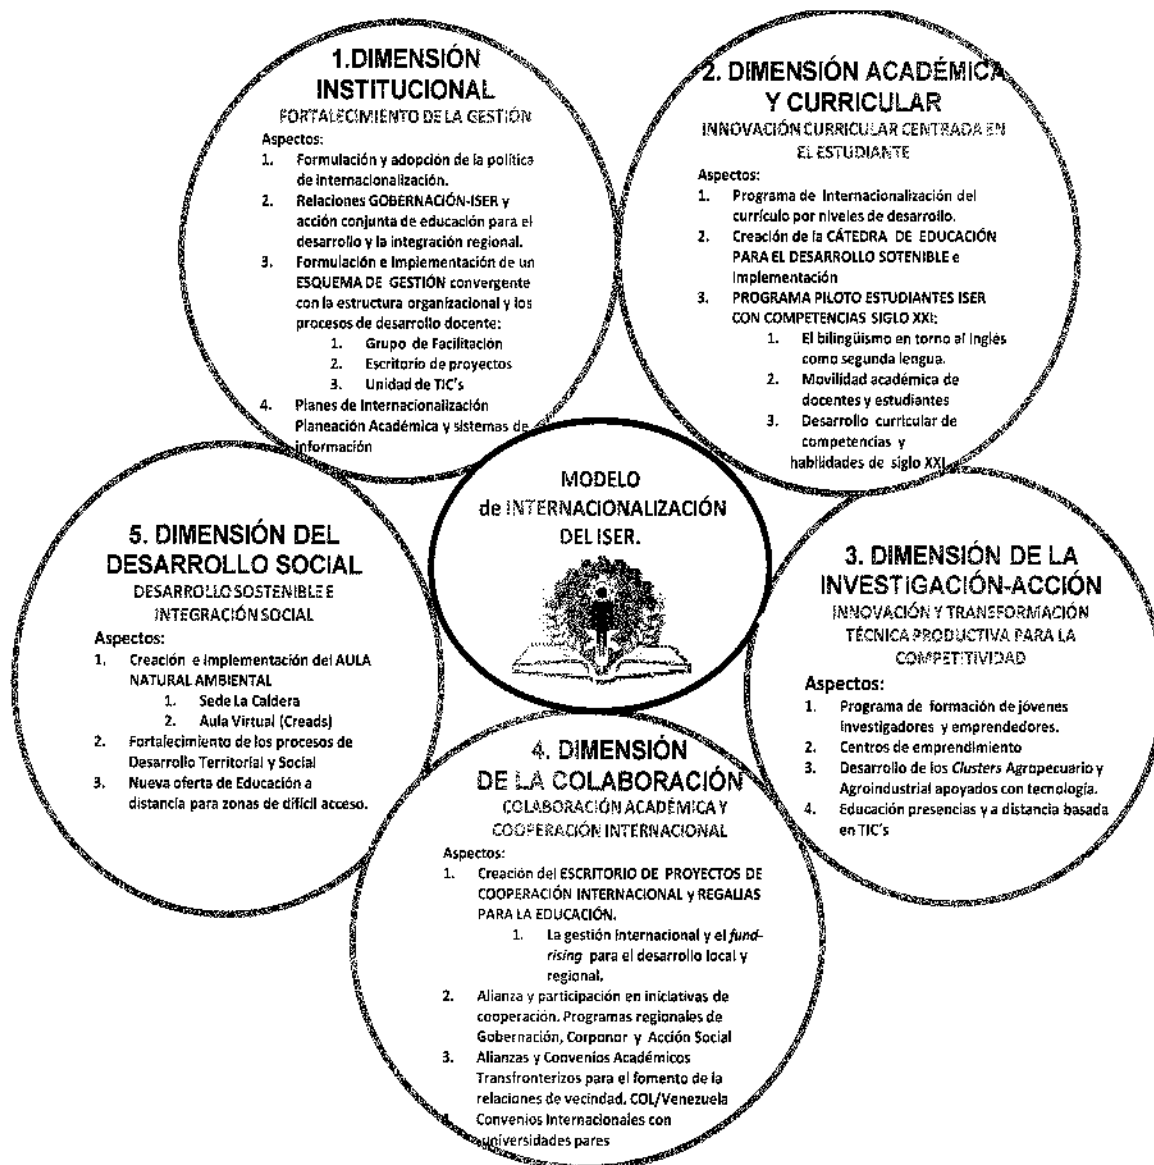 1.DIMENSIÓN
INSTITUCIONAL
FORTALECIMIENTO DE LA GESTIÓN
Aspectos:
1. Formulación y adopción de la política
de internacionalización.
2. Relaciones GOBERNACIÓN-ISER y
acción conjunta de educación para el
desarrollo y la integración regional.
3. Formulación e Implementación de un
ESQUEMA DE GESTIÓN convergente
con la estructura organizacional y los
procesos de desarrollo docente:
1. Grupo de Facilitación
2. Escritorio de proyectos
3. Unidad de TIC's
4. Planes de Internacionalización
Planeación Académica y sistemas de
información
2. DIMENSIÓN ACADÉMICA
Y CURRICULAR
INNOVACIÓN CURRICULAR CENTRADA EN
EL ESTUDIANTE
Aspectos:
1. Programa de Internacionalización del
currículo por niveles de desarrollo.
2. Creación de la CÁTEDRA DE EDUCACIÓN
PARA EL DESARROLLO SOTENIBLE e
Implementación
3. PROGRAMA PILOTO ESTUDIANTES ISER
CON COMPETENCIAS SIGLO XXI:
1. El bilingüismo en torno al Inglés
como segunda lengua.
2. Movilidad académica de
docentes y estudiantes
3. Desarrollo curricular de
competencias y
habilidades de siglo XXI
MODELO
de INTERNACIONALIZACIÓN
DEL ISER.
3. DIMENSIÓN DE LA
INVESTIGACIÓN-ACCIÓN
INNOVACIÓN Y TRANSFORMACIÓN
TÉCNICA PRODUCTIVA PARA LA
COMPETITIVIDAD
Aspectos:
1. Programa de formación de jóvenes
Investigadores y emprendedores.
2. Centros de emprendimiento
3. Desarrollo de los Clusters Agropecuario y
Agroindustrial apoyados con tecnología.
4. Educación presencias y a distancia basada
en TIC's
4. DIMENSIÓN
DE LA COLABORACIÓN
COLABORACIÓN ACADÉMICA Y
COOPERACIÓN INTERNACIONAL
Aspectos:
1. Creación del ESCRITORIO DE PROYECTOS DE
COOPERACIÓN INTERNACIONAL y REGALIAS
PARA LA EDUCACIÓN.
1. La gestión Internacional y el fund-
rising para el desarrollo local y
regional.
2. Alianza y participación en iniciativas de
cooperación. Programas regionales de
Gobernación, Corponor y Acción Social
3. Alianzas y Convenios Académicos
Transfronterizos para el fomento de la
relaciones de vecindad. COL/Venezuela
4. Convenios Internacionales con
universidades pares
5. DIMENSIÓN DEL
DESARROLLO SOCIAL
DESARROLLO SOSTENIBLE E
INTEGRACIÓN SOCIAL
Aspectos:
1. Creación e Implementación del AULA
NATURAL AMBIENTAL
1. Sede La Caldera
2. Aula Virtual (Creads)
2. Fortalecimiento de los procesos de
Desarrollo Territorial y Social
3. Nueva oferta de Educación a
distancia para zonas de difícil acceso.